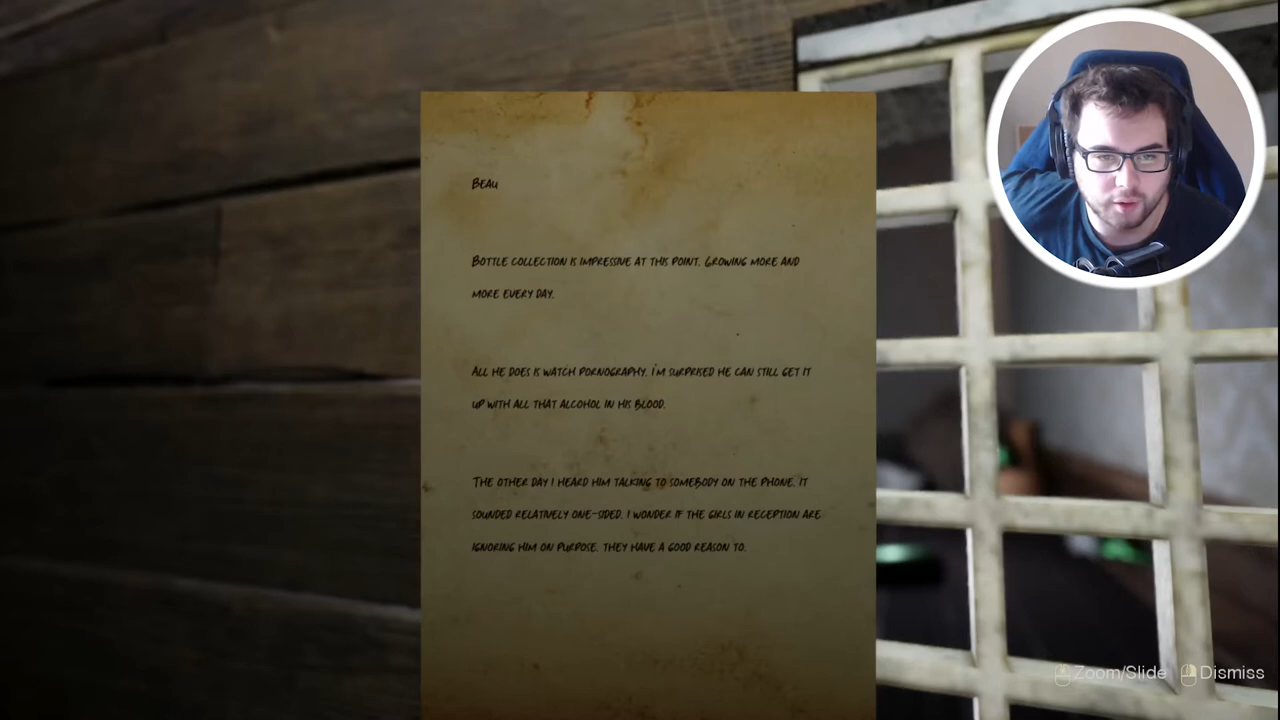 Beau
Bottle collection is impressive at this point. Growing more and
more every day.
All he does is watch pornography. I'm surprised he can still get it
up with all that alcohol in his blood.
The other day I heard him talking to somebody on the phone. It
sounded relatively one-sided. I wonder if the girls in reception are
ignoring him on purpose. They have a good reason to.
Zoom/Slide Dismiss